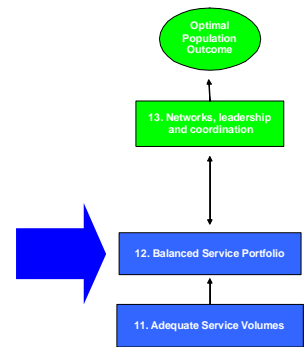 Optimal
Population
Outcome
13. Networks, leadership
and coordination
12. Balanced Service Portfolio
11. Adequate Service Volumes